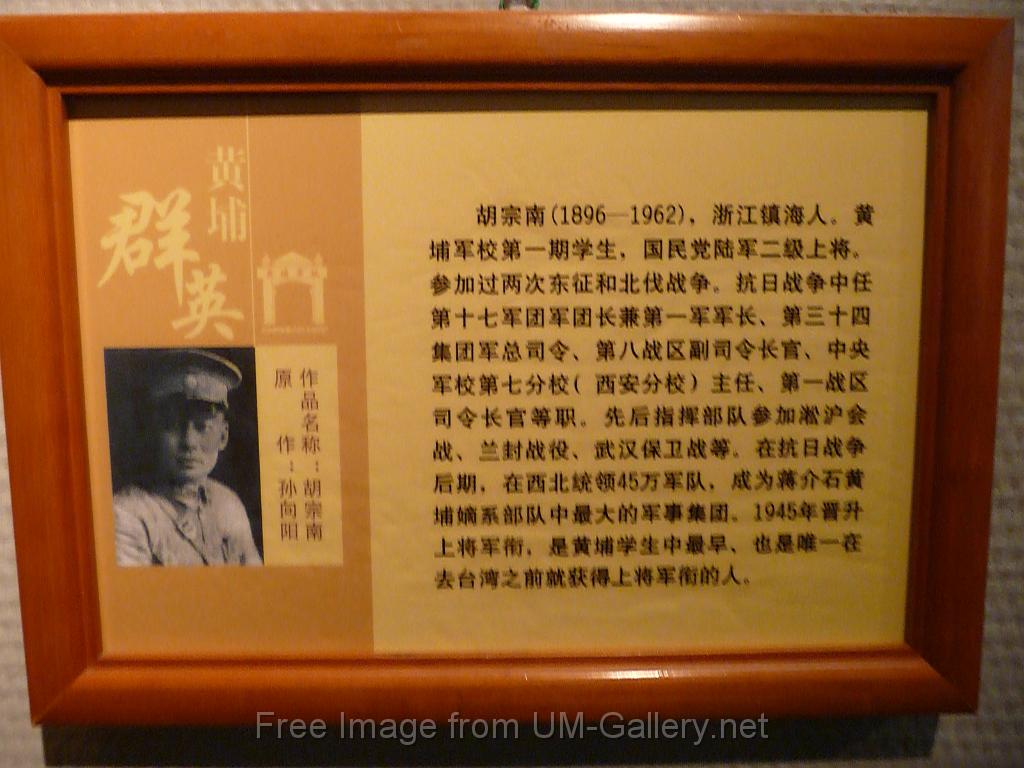 黄埔
群英
作品名称：胡宗南
原　作：孙向阳
胡宗南(1896—1962)，浙江镇海人。黄
埔军校第一期学生，国民党陆军二级上将。
参加过两次东征和北伐战争。抗日战争中任
第十七军团军团长兼第一军军长、第三十四
集团军总司令、第八战区副司令长官、中央
军校第七分校( 西安分校) 主任、第一战区
司令长官等职。先后指挥部队参加淞沪会
战、兰封战役、武汉保卫战等。在抗日战争
后期，在西北统领45万军队，成为蒋介石黄
埔嫡系部队中最大的军事集团。1945年晋升
上将军衔，是黄埔学生中最早、也是唯一在
去台湾之前就获得上将军衔的人。
Free Image from UM-Gallery.net